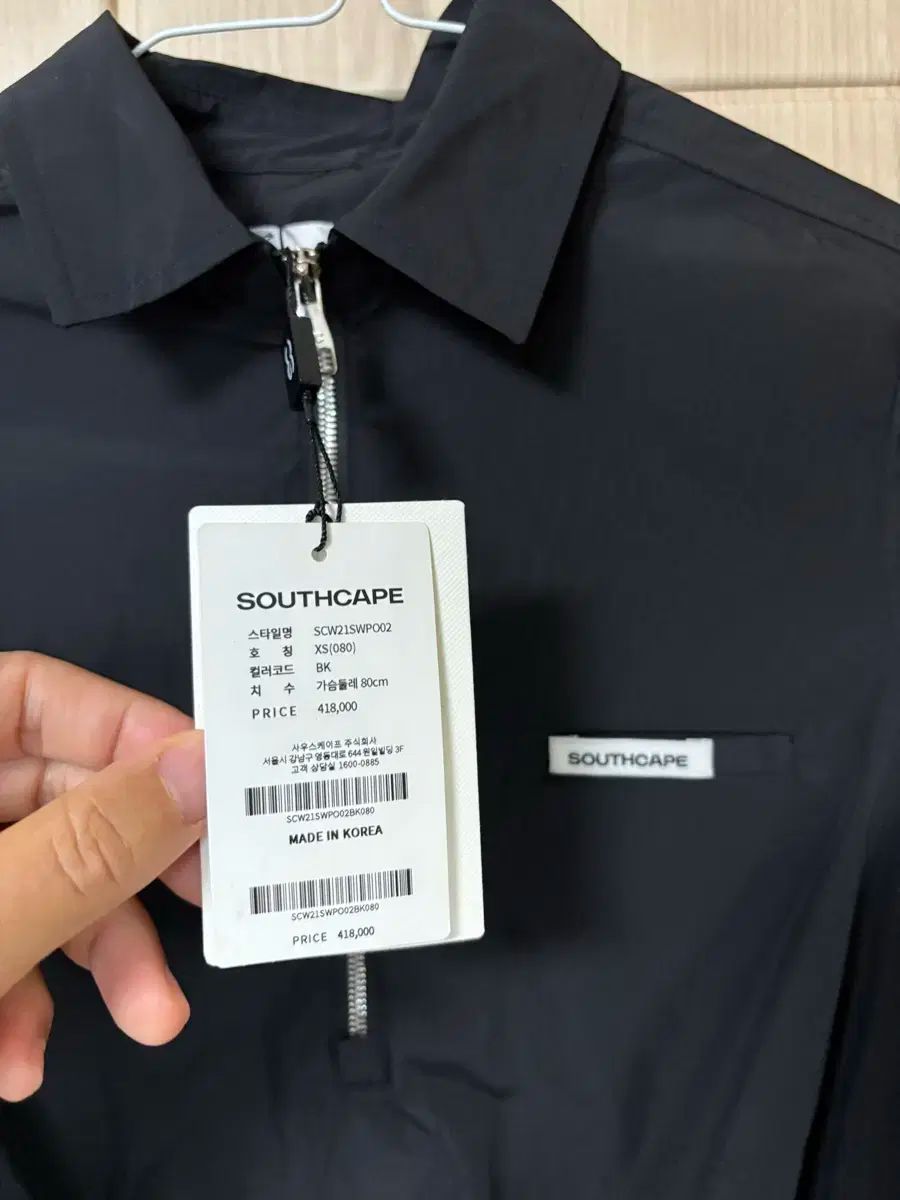 SOUTHCAPE
스타일명 SCW21SWPO02
호 칭 XS(080)
컬러코드 BK
치 수 가슴둘레 80cm
PRICE 418,000
사우스케이프 주식회사
서울시 강남구 영동대로 644 원일빌딩 3F
고객 상담실 1600-0885
SCW21SWPO02BK080
MADE IN KOREA
SCW21SWPO02BK080
PRICE 418,000
SOUTHCAPE